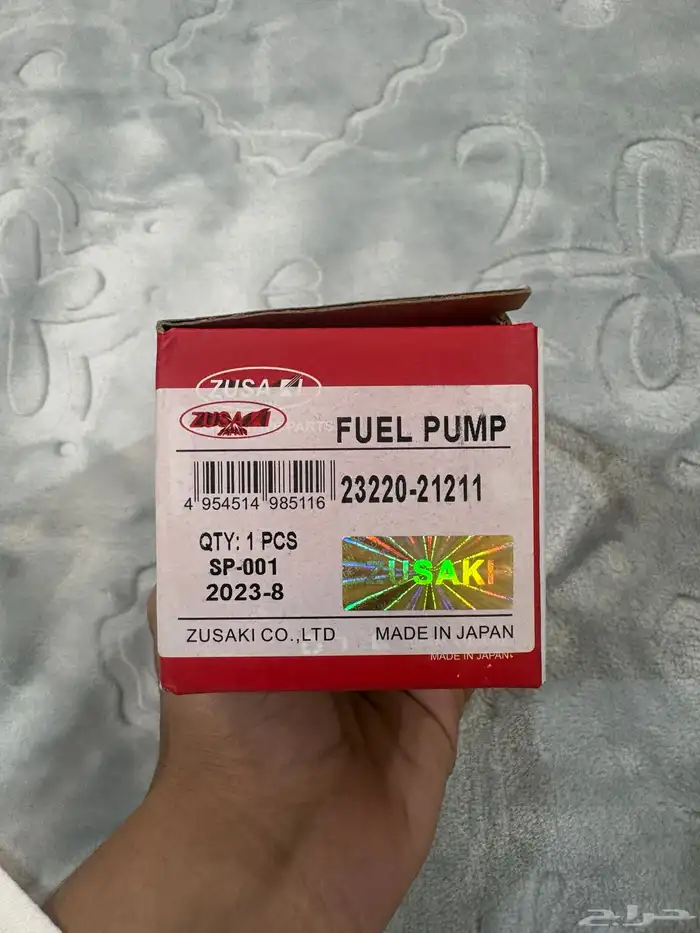 ZUSAKI
ZUSAKI
JAPAN
PARTS
FUEL PUMP
4 954514 985116
23220-21211
QTY: 1 PCS
SP-001
2023-8
ZUSAKI
ZUSAKI CO.,LTD
MADE IN JAPAN
MADE IN JAPAN
حراج